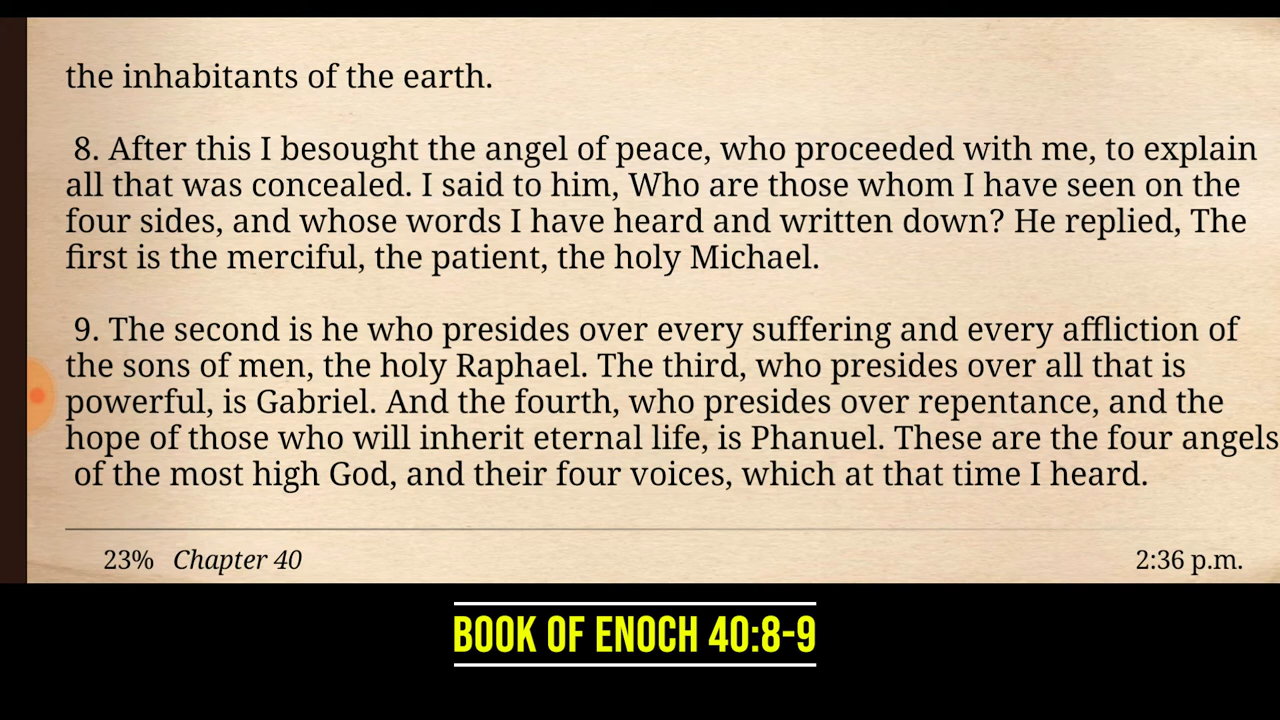 the inhabitants of the earth.
8. After this I besought the angel of peace, who proceeded with me, to explain
all that was concealed. I said to him, Who are those whom I have seen on the
four sides, and whose words I have heard and written down? He replied, The
first is the merciful, the patient, the holy Michael.
9. The second is he who presides over every suffering and every affliction of
the sons of men, the holy Raphael. The third, who presides over all that is
powerful, is Gabriel. And the fourth, who presides over repentance, and the
hope of those who will inherit eternal life, is Phanuel. These are the four angels
of the most high God, and their four voices, which at that time I heard.
23% Chapter 40 2:36 p.m.
BOOK OF ENOCH 40:8-9